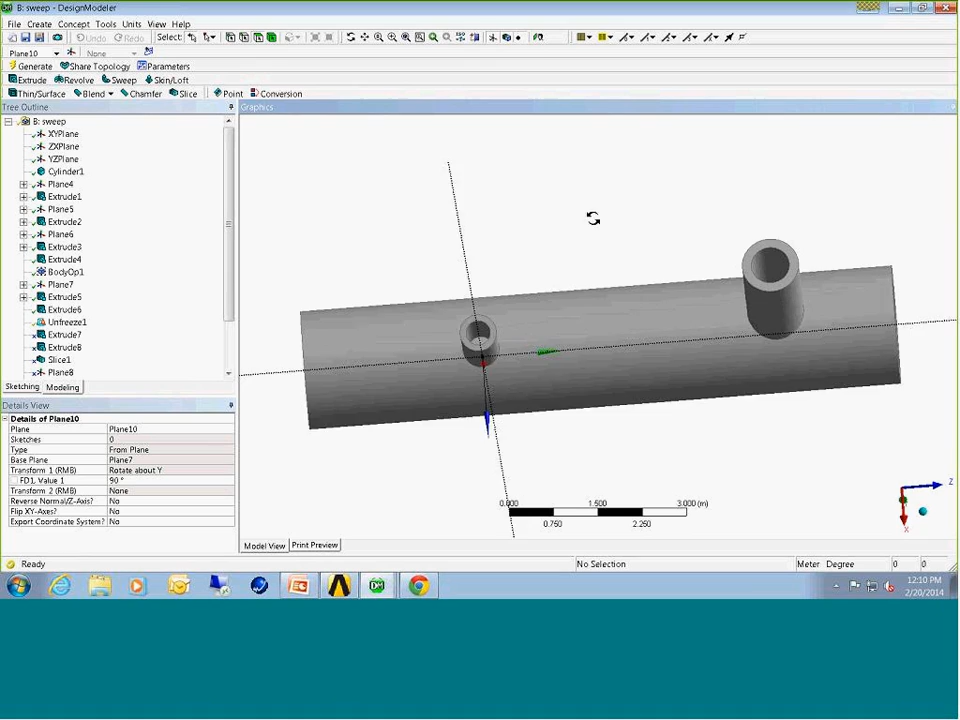 B: sweep - DesignModeler
File Create Concept Tools Units View Help
Undo Redo Select:
Plane10 None
Generate Share Topology Parameters
Extrude Revolve Sweep Skin/Loft
Thin/Surface Blend Chamfer Slice Point Conversion
Tree Outline
B: sweep
XYPlane
ZXPlane
YZPlane
Cylinder1
Plane4
Extrude1
Plane5
Extrude2
Plane6
Extrude3
Extrude4
BodyOp1
Plane7
Extrude5
Extrude6
Unfreeze1
Extrude7
Extrude8
Slice1
Plane8
Sketching Modeling
Details View
Details of Plane10
Plane Plane10
Sketches 0
Type From Plane
Base Plane Plane7
Transform 1 (RMB) Rotate about Y
FD1, Value 1 90 °
Transform 2 (RMB) None
Reverse Normal/Z-Axis? No
Flip XY-Axes? No
Export Coordinate System? No
Graphics
0.000 1.500 3.000 (m)
0.750 2.250
Z
X
Model View Print Preview
Ready No Selection Meter Degree 0 0
12:10 PM
2/20/2014